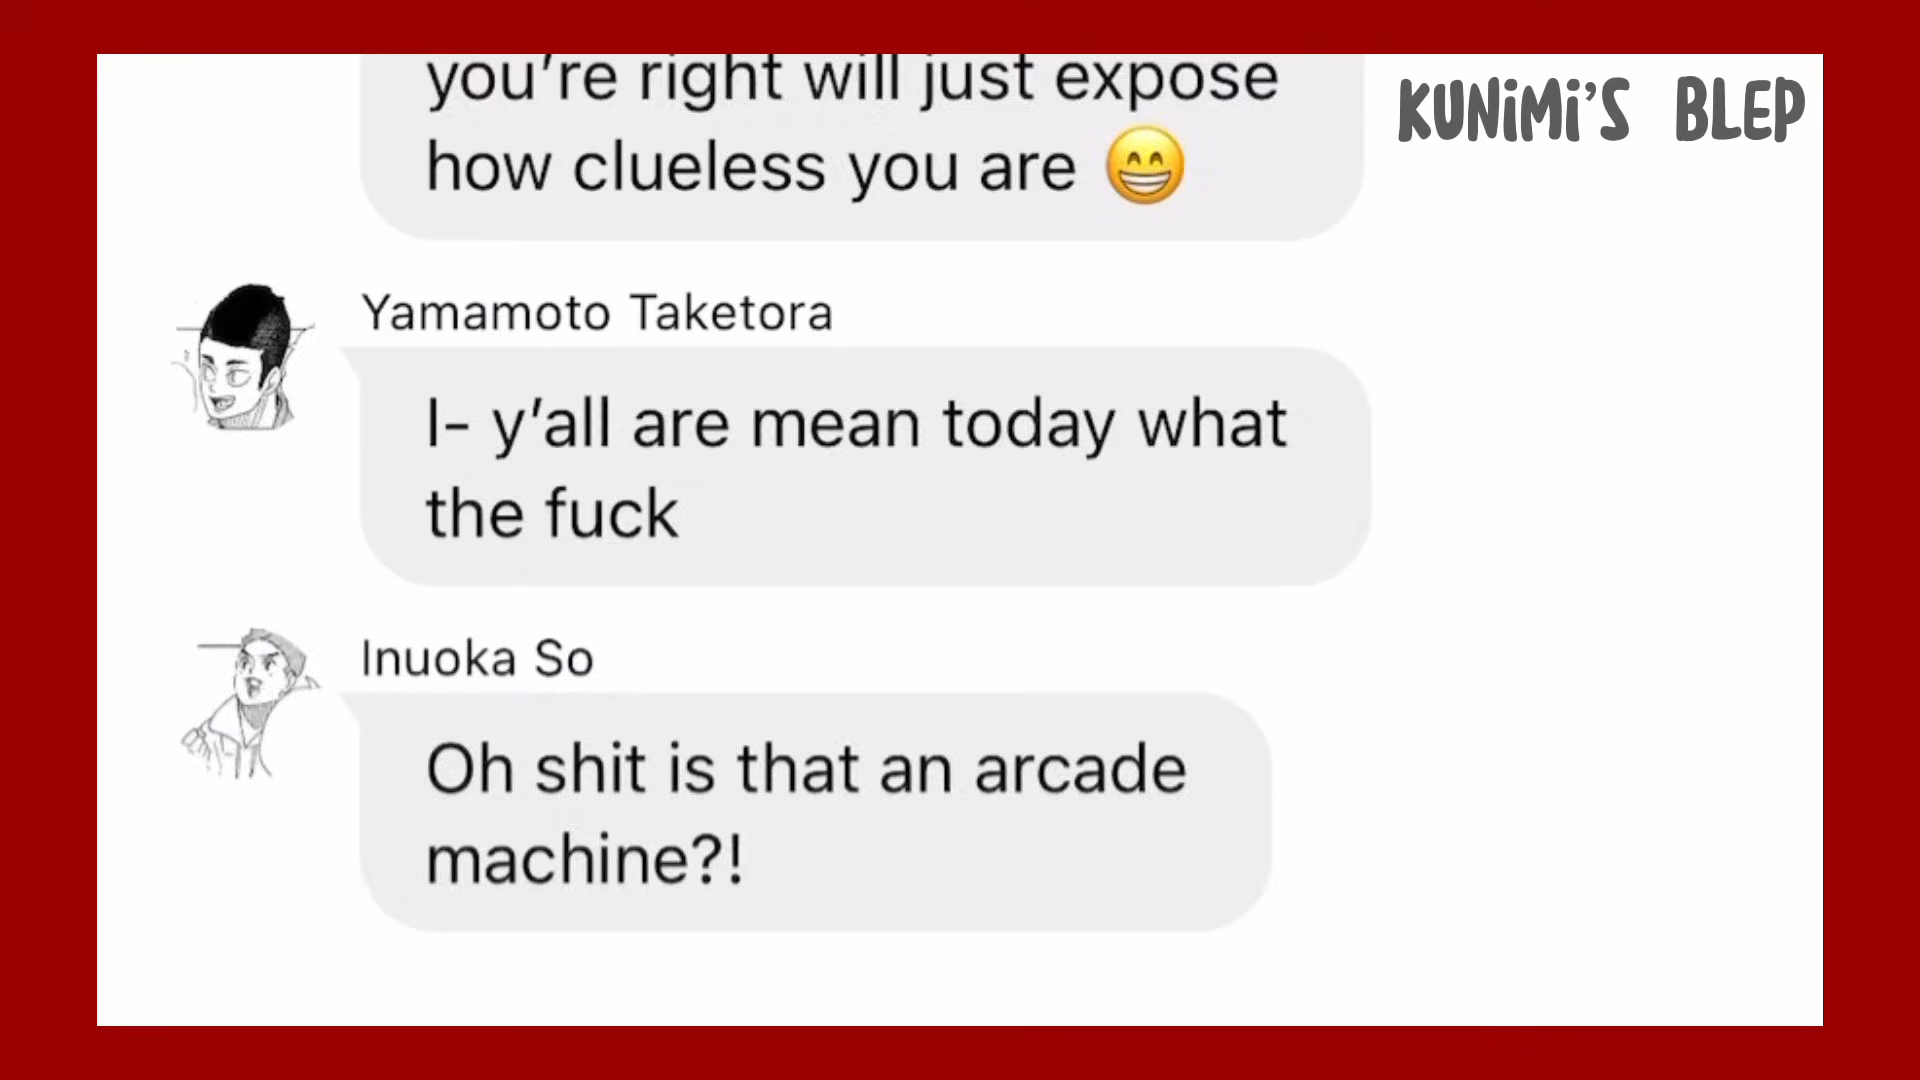 you're right will just expose
how clueless you are 😁
KUNiMi'S BLEP
Yamamoto Taketora
I- y'all are mean today what
the fuck
Inuoka So
Oh shit is that an arcade
machine?!